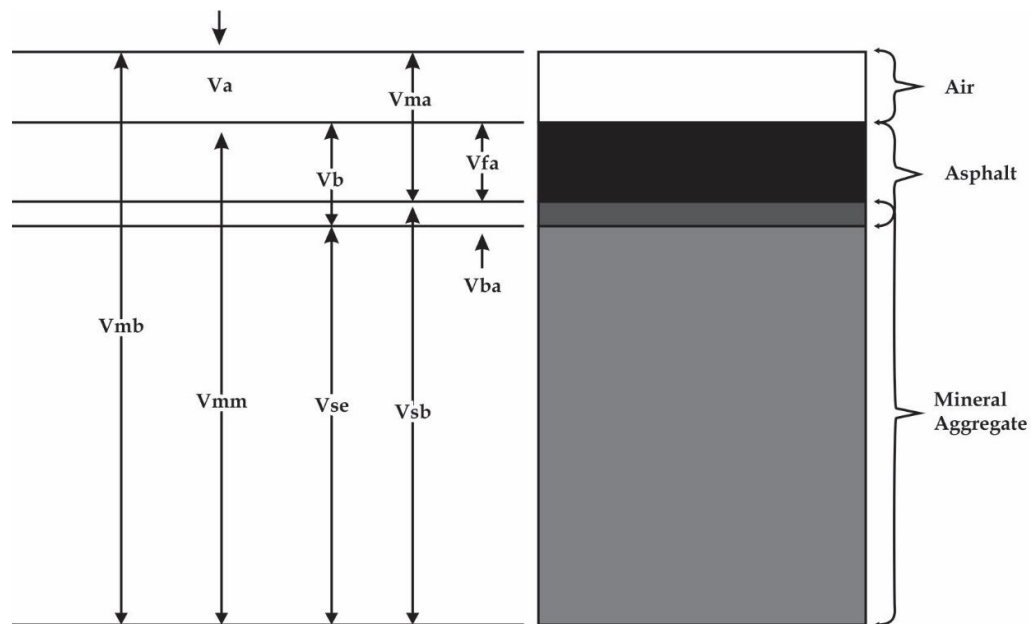 Va
Vma
Air
Vfa
Vb
Asphalt
Vba
Vmb
Vmm
Vse
Vsb
Mineral
Aggregate